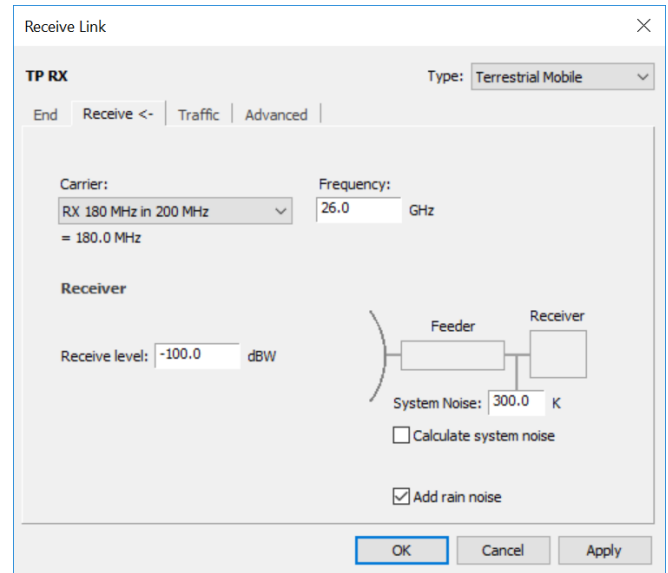 Receive Link
TP RX
Type: Terrestrial Mobile
End Receive <- Traffic Advanced
Carrier:
RX 180 MHz in 200 MHz
= 180.0 MHz
Frequency:
26.0 GHz
Receiver
Receive level: -100.0 dBW
Feeder
Receiver
System Noise: 300.0 K
Calculate system noise
Add rain noise
OK Cancel Apply